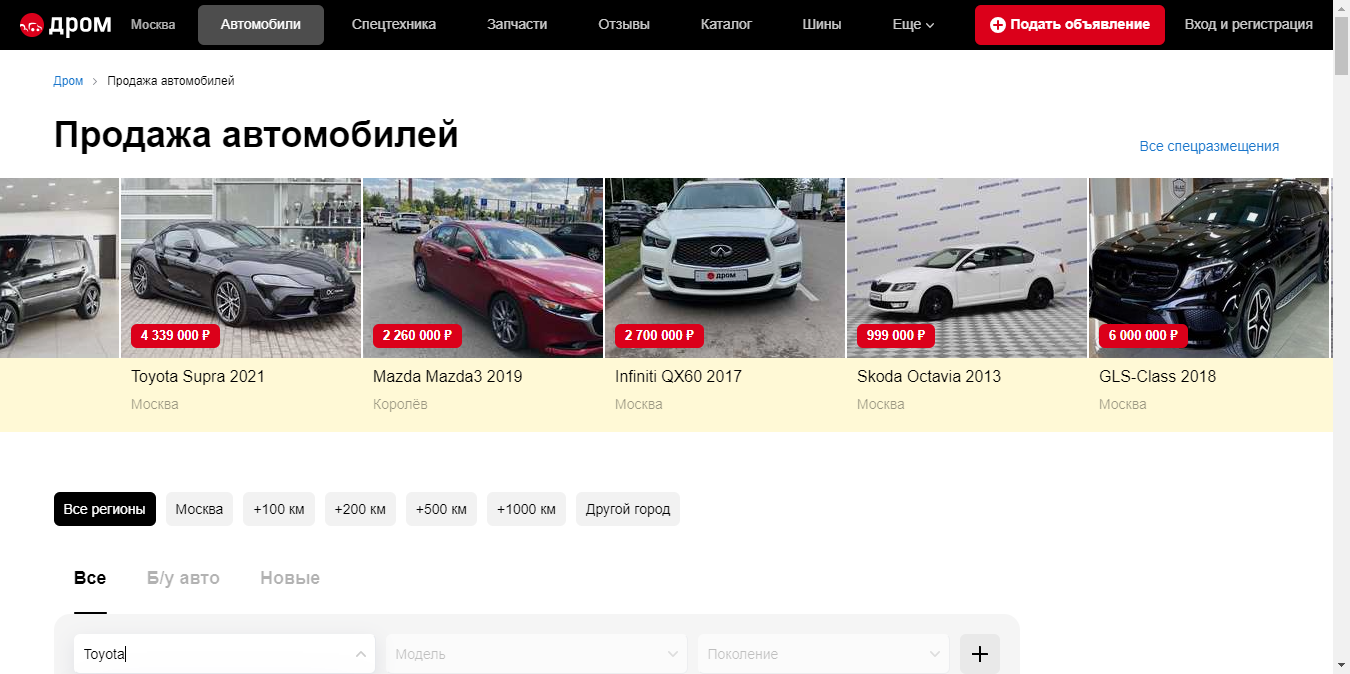 дром Москва Автомобили Спецтехника Запчасти Отзывы Каталог Шины Еще Подать объявление Вход и регистрация
Дром > Продажа автомобилей
Продажа автомобилей
Все спецразмещения
дром
4 339 000 ₽ 2 260 000 ₽ 2 700 000 ₽ 999 000 ₽ 6 000 000 ₽
Toyota Supra 2021 Mazda Mazda3 2019 Infiniti QX60 2017 Skoda Octavia 2013 GLS-Class 2018
Москва Королёв Москва Москва Москва
Все регионы Москва +100 км +200 км +500 км +1000 км Другой город
Все Б/у авто Новые
Toyota Модель Поколение +